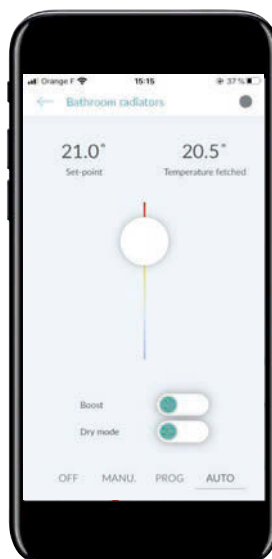 Orange F 15:15 37 %
Bathroom radiators
21.0° 20.5°
Set-point Temperature fetched
Boost
Dry mode
OFF MANU. PROG AUTO